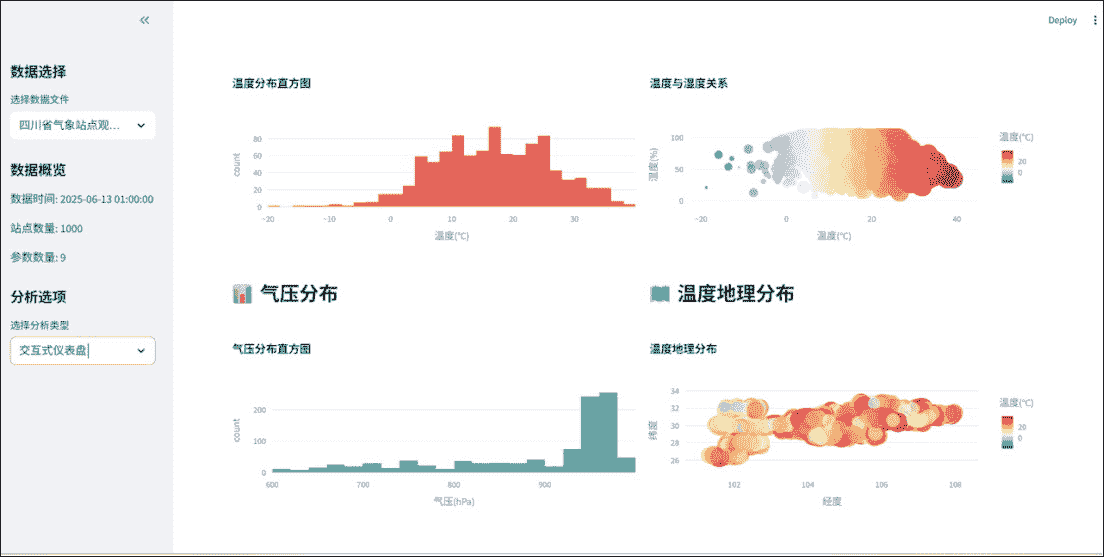 Deploy
数据选择
选择数据文件
四川省气象站点观...
数据概览
数据时间: 2025-06-13 01:00:00
站点数量: 1000
参数数量: 9
分析选项
选择分析类型
交互式仪表盘
温度分布直方图
count
80
60
40
20
0
−20
−10
0
10
20
30
温度(°C)
温度与湿度关系
湿度(%)
100
50
0
−20
0
20
40
温度(°C)
温度(°C)
20
0
气压分布
气压分布直方图
count
200
100
0
600
700
800
900
气压(hPa)
温度地理分布
温度地理分布
纬度
34
32
30
28
26
102
104
106
108
经度
温度(°C)
20
0